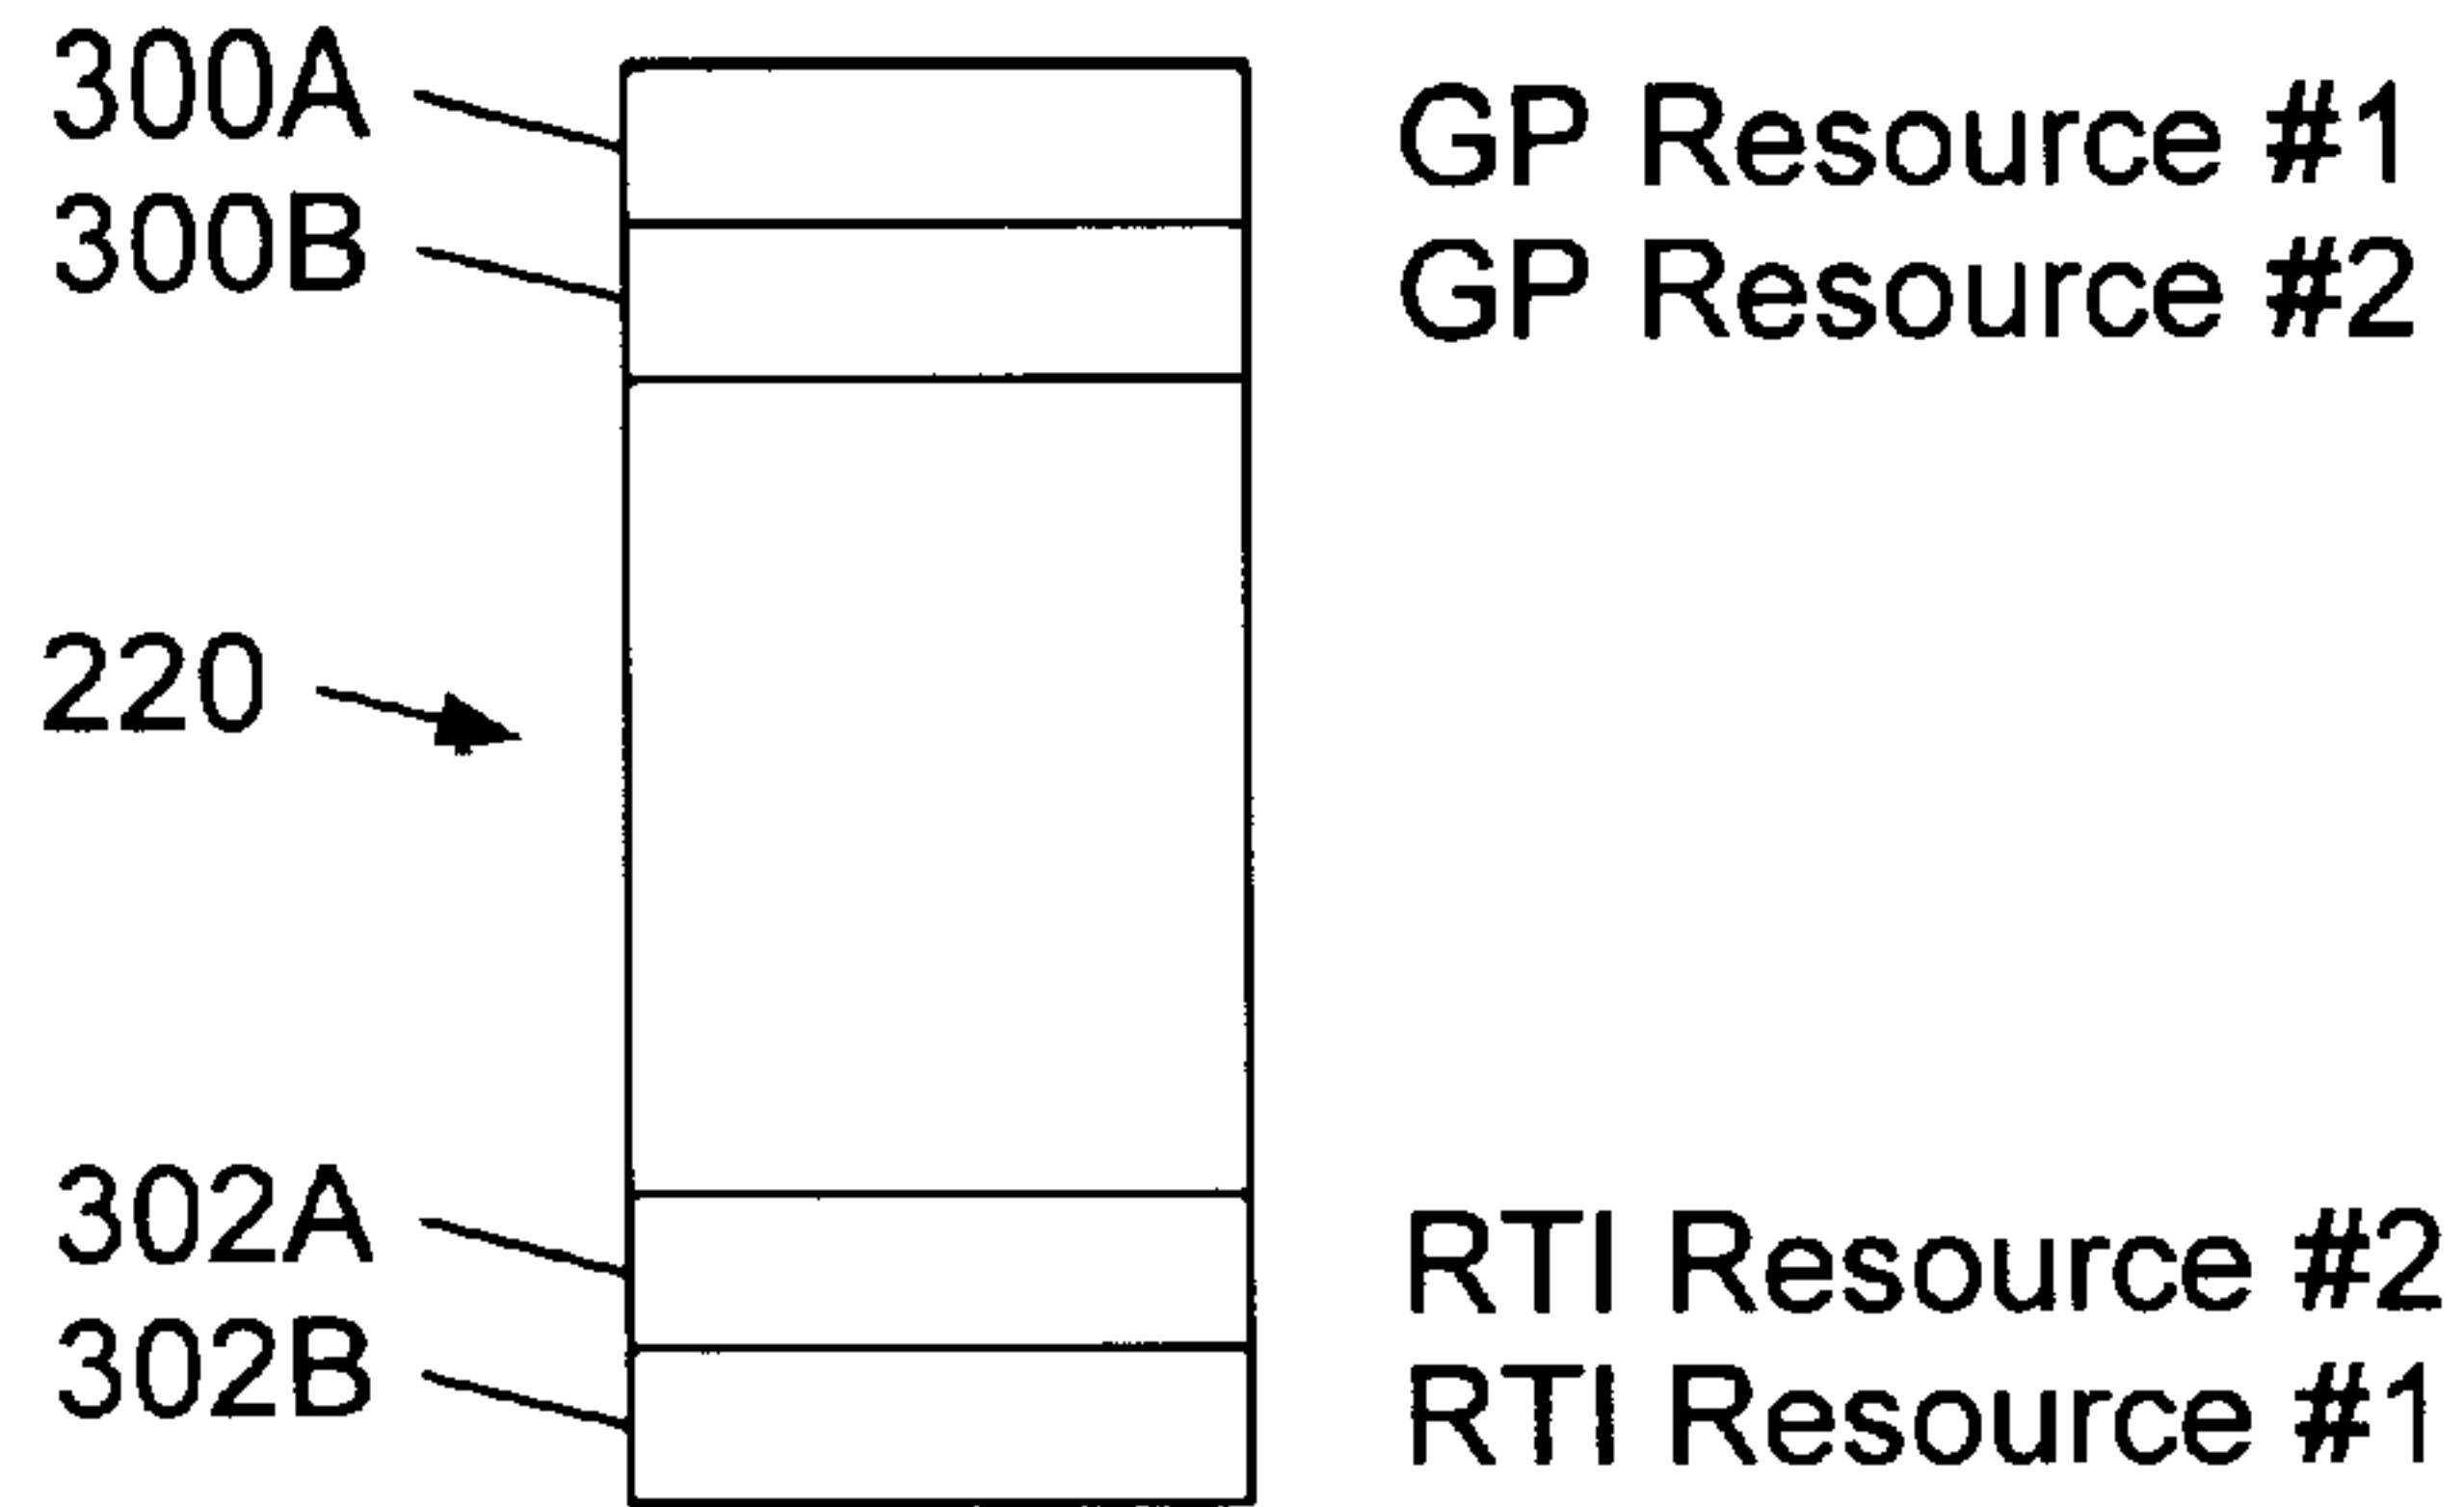 300A GP Resource #1
300B GP Resource #2
220
302A RTI Resource #2
302B RTI Resource #1